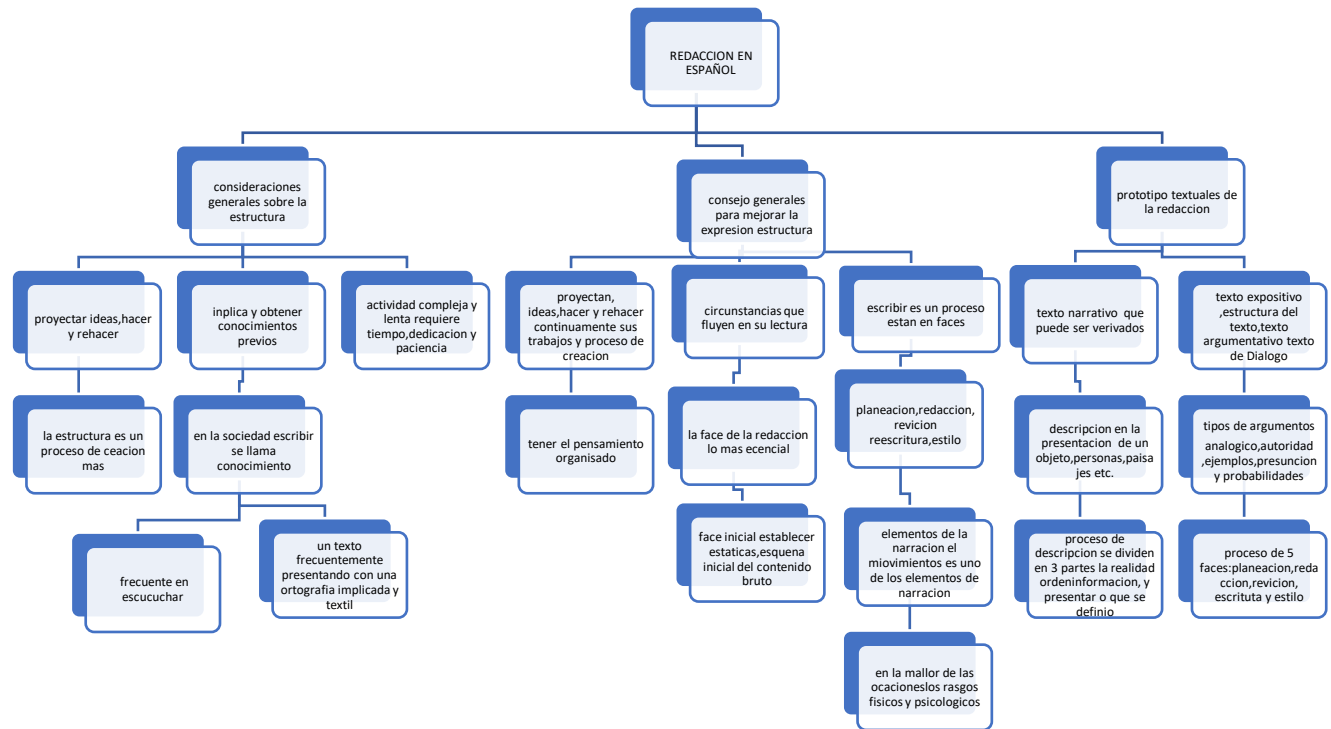 REDACCION EN
ESPAÑOL
consideraciones
generales sobre la
estructura
consejo generales
para mejorar la
expresion estructura
prototipo textuales de
la redaccion
proyectar ideas,hacer
y rehacer
inplica y obtener
conocimientos
previos
actividad compleja y
lenta requiere
tiempo,dedicacion y
paciencia
proyectan,
ideas,hacer y rehacer
continuamente sus
trabajos y proceso de
creacion
circunstancias que
fluyen en su lectura
escribir es un proceso
estan en faces
texto narrativo que
puede ser verivados
texto expositivo
,estructura del
texto,texto
argumentativo texto
de Dialogo
la estructura es un
proceso de ceacion
mas
en la sociedad escribir
se llama
conocimiento
tener el pensamiento
organisado
la face de la redaccion
lo mas ecencial
planeacion,redaccion,
revicion
reescritura,estilo
descripcion en la
presentacion de un
objeto,personas,paisa
jes etc.
tipos de argumentos
analogico,autoridad
,ejemplos,presuncion
y probabilidades
frecuente en
escucuchar
un texto
frecuentemente
presentando con una
ortografia implicada y
textil
face inicial establecer
estaticas,esquena
inicial del contenido
bruto
elementos de la
narracion el
miovimientos es uno
de los elementos de
narracion
proceso de
descripcion se dividen
en 3 partes la realidad
ordeninformacion, y
presentar o que se
definio
proceso de 5
faces:planeacion,reda
ccion,revicion,
escrituta y estilo
en la mallor de las
ocacioneslos rasgos
fisicos y psicologicos